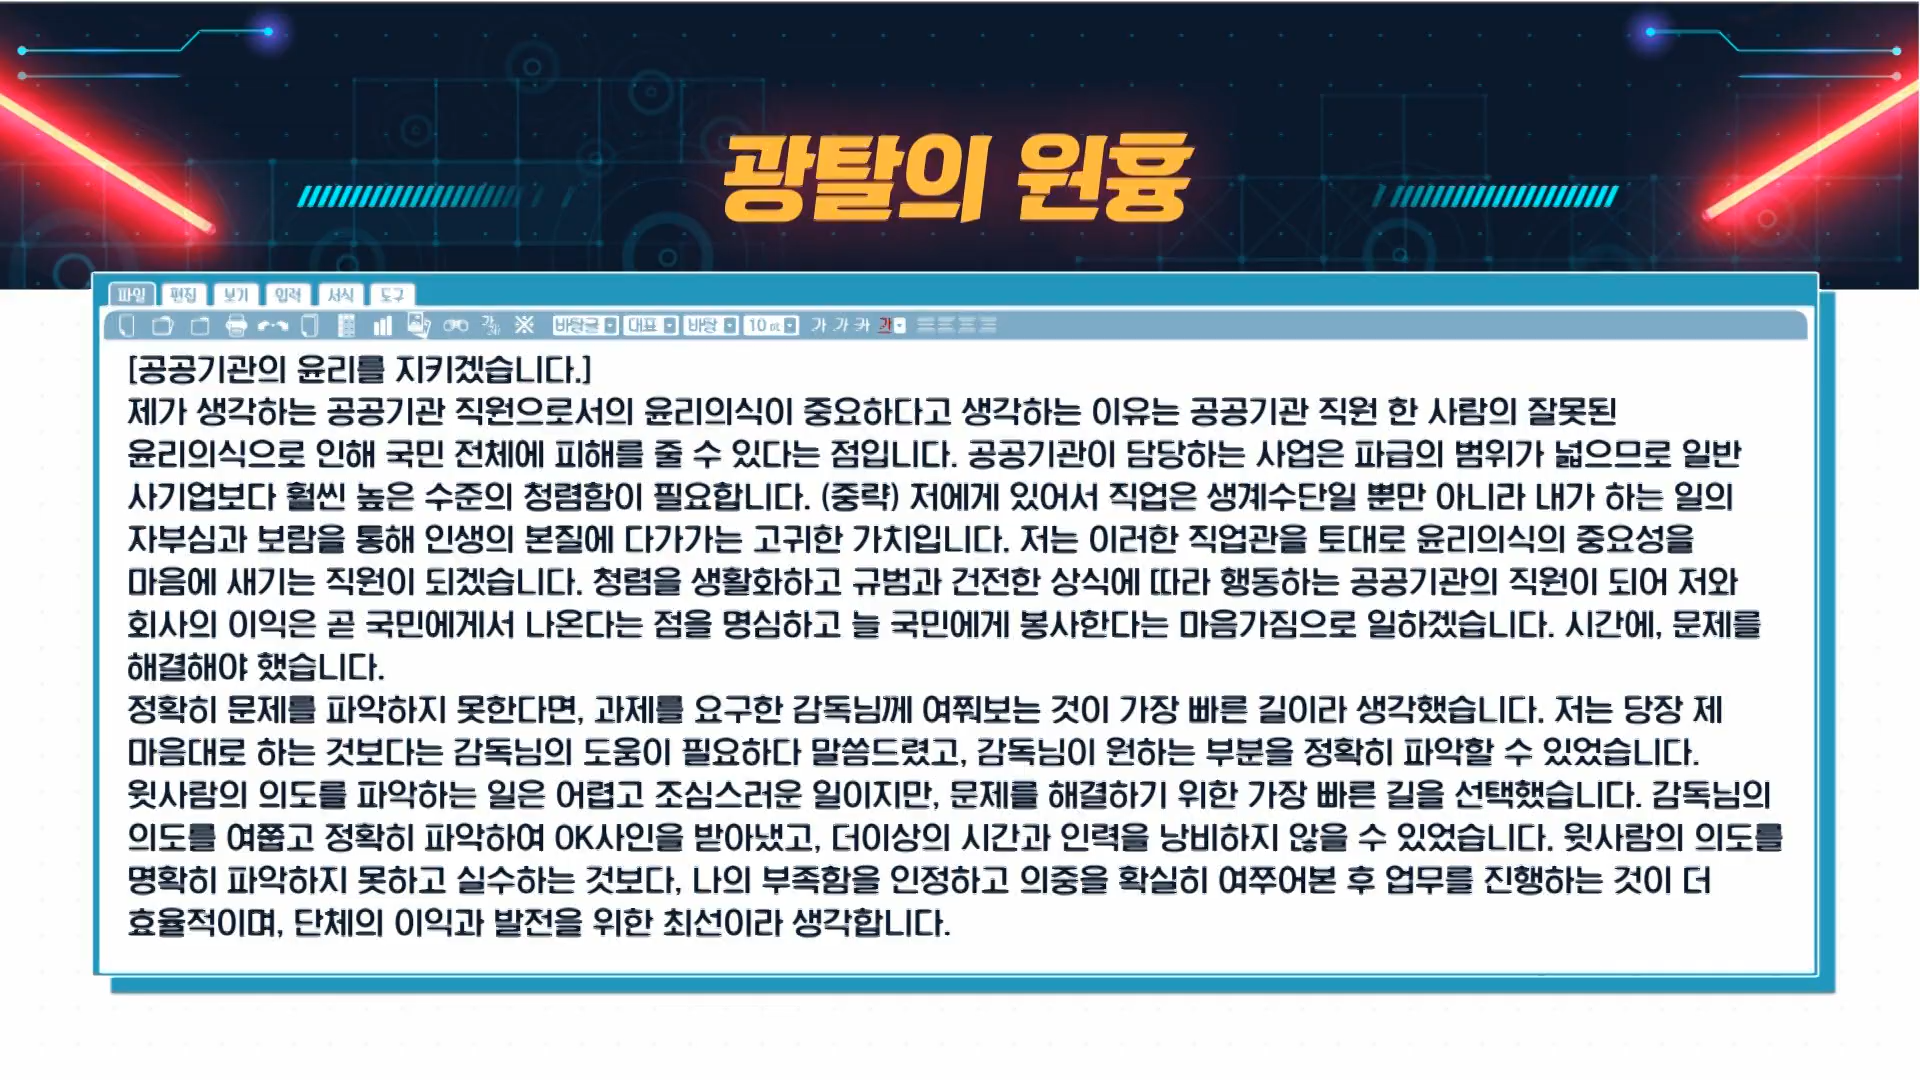 광탈의 원흉
파일 편집 보기 입력 서식 도구
바탕글 대표 바탕 10 pt 가 가 가 가
[공공기관의 윤리를 지키겠습니다.]
제가 생각하는 공공기관 직원으로서의 윤리의식이 중요하다고 생각하는 이유는 공공기관 직원 한 사람의 잘못된
윤리의식으로 인해 국민 전체에 피해를 줄 수 있다는 점입니다. 공공기관이 담당하는 사업은 파급의 범위가 넓으므로 일반
사기업보다 훨씬 높은 수준의 청렴함이 필요합니다. (중략) 저에게 있어서 직업은 생계수단일 뿐만 아니라 내가 하는 일의
자부심과 보람을 통해 인생의 본질에 다가가는 고귀한 가치입니다. 저는 이러한 직업관을 토대로 윤리의식의 중요성을
마음에 새기는 직원이 되겠습니다. 청렴을 생활화하고 규범과 건전한 상식에 따라 행동하는 공공기관의 직원이 되어 저와
회사의 이익은 곧 국민에게서 나온다는 점을 명심하고 늘 국민에게 봉사한다는 마음가짐으로 일하겠습니다. 시간에, 문제를
해결해야 했습니다.
정확히 문제를 파악하지 못한다면, 과제를 요구한 감독님께 여쭤보는 것이 가장 빠른 길이라 생각했습니다. 저는 당장 제
마음대로 하는 것보다는 감독님의 도움이 필요하다 말씀드렸고, 감독님이 원하는 부분을 정확히 파악할 수 있었습니다.
윗사람의 의도를 파악하는 일은 어렵고 조심스러운 일이지만, 문제를 해결하기 위한 가장 빠른 길을 선택했습니다. 감독님의
의도를 여쭙고 정확히 파악하여 OK사인을 받아냈고, 더이상의 시간과 인력을 낭비하지 않을 수 있었습니다. 윗사람의 의도를
명확히 파악하지 못하고 실수하는 것보다, 나의 부족함을 인정하고 의중을 확실히 여쭈어본 후 업무를 진행하는 것이 더
효율적이며, 단체의 이익과 발전을 위한 최선이라 생각합니다.